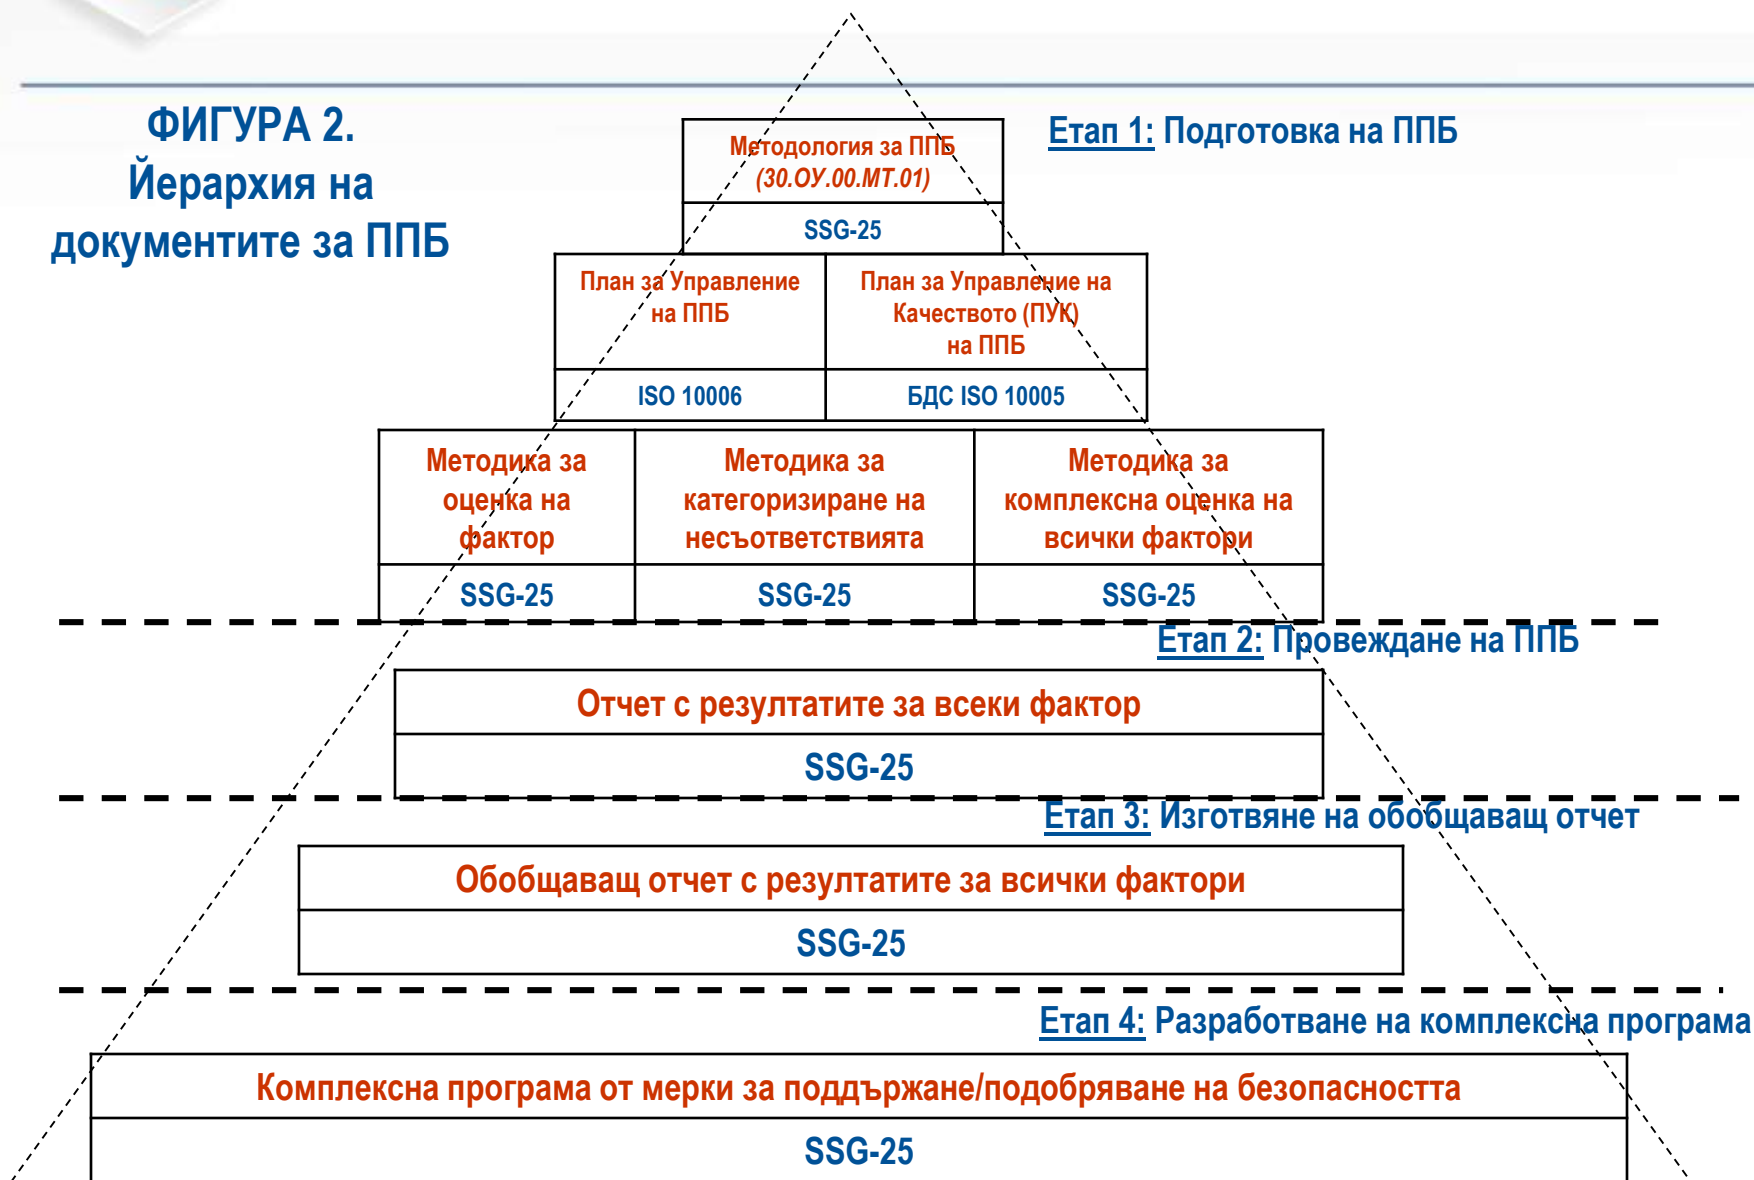 ФИГУРА 2.
Йерархия на
документите за ППБ
Етап 1: Подготовка на ППБ
Методология за ППБ
(30.ОУ.00.МТ.01)
SSG-25
План за Управление
на ППБ
ISO 10006
План за Управление на
Качеството (ПУК)
на ППБ
БДС ISO 10005
Методика за
оценка на
фактор
SSG-25
Методика за
категоризиране на
несъответствията
SSG-25
Методика за
комплексна оценка на
всички фактори
SSG-25
Етап 2: Провеждане на ППБ
Отчет с резултатите за всеки фактор
SSG-25
Етап 3: Изготвяне на обобщаващ отчет
Обобщаващ отчет с резултатите за всички фактори
SSG-25
Етап 4: Разработване на комплексна програма
Комплексна програма от мерки за поддържане/подобряване на безопасността
SSG-25